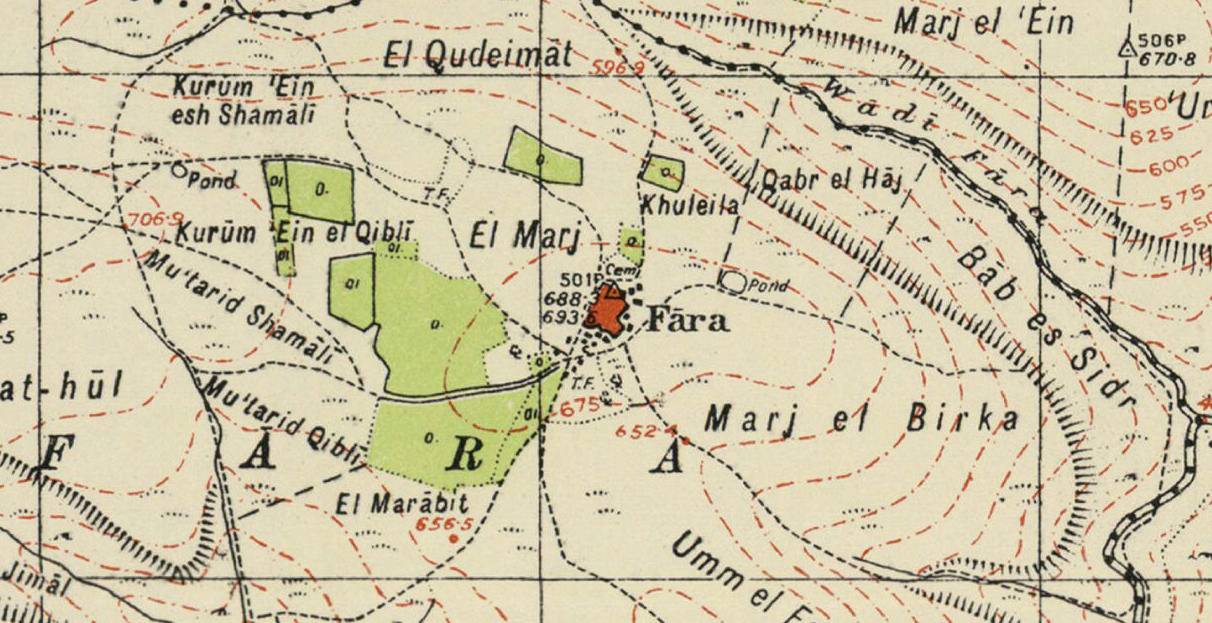 Marj el 'Ein
506P
670·8
El Qudeimāt
596·9
Kurūm 'Ein
esh Shamālī
Wādī Fāra
650
625
600
575
550
Pond
Ol
O.
T.F.
O.
O.
Qabr el Hāj
Khuleila
706·9
Kurūm 'Ein el Qiblī
Ol
Ol
El Marj
O.
Cem
501P
688·
693·
Pond
Ol
O.
Fāra
Bāb es Sidr
Mu'tarid Shamālī
O.
T.F.
675
at-hūl
Mu'tarid Qiblī
O.
Ol
652·4
Marj el Birka
F Ā R A
El Marābit
656·5
Umm el
Jimāl